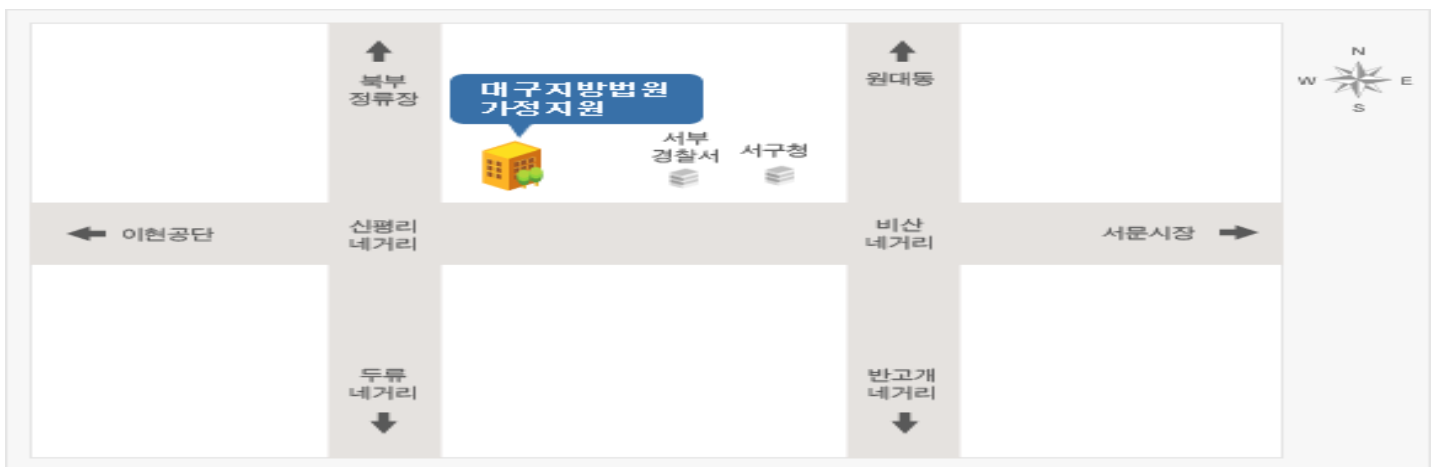 북부
정류장
대구지방법원
가정지원
서부
경찰서
서구청
원대동
N
W
E
S
이현공단
신평리
네거리
비산
네거리
서문시장
두류
네거리
반고개
네거리